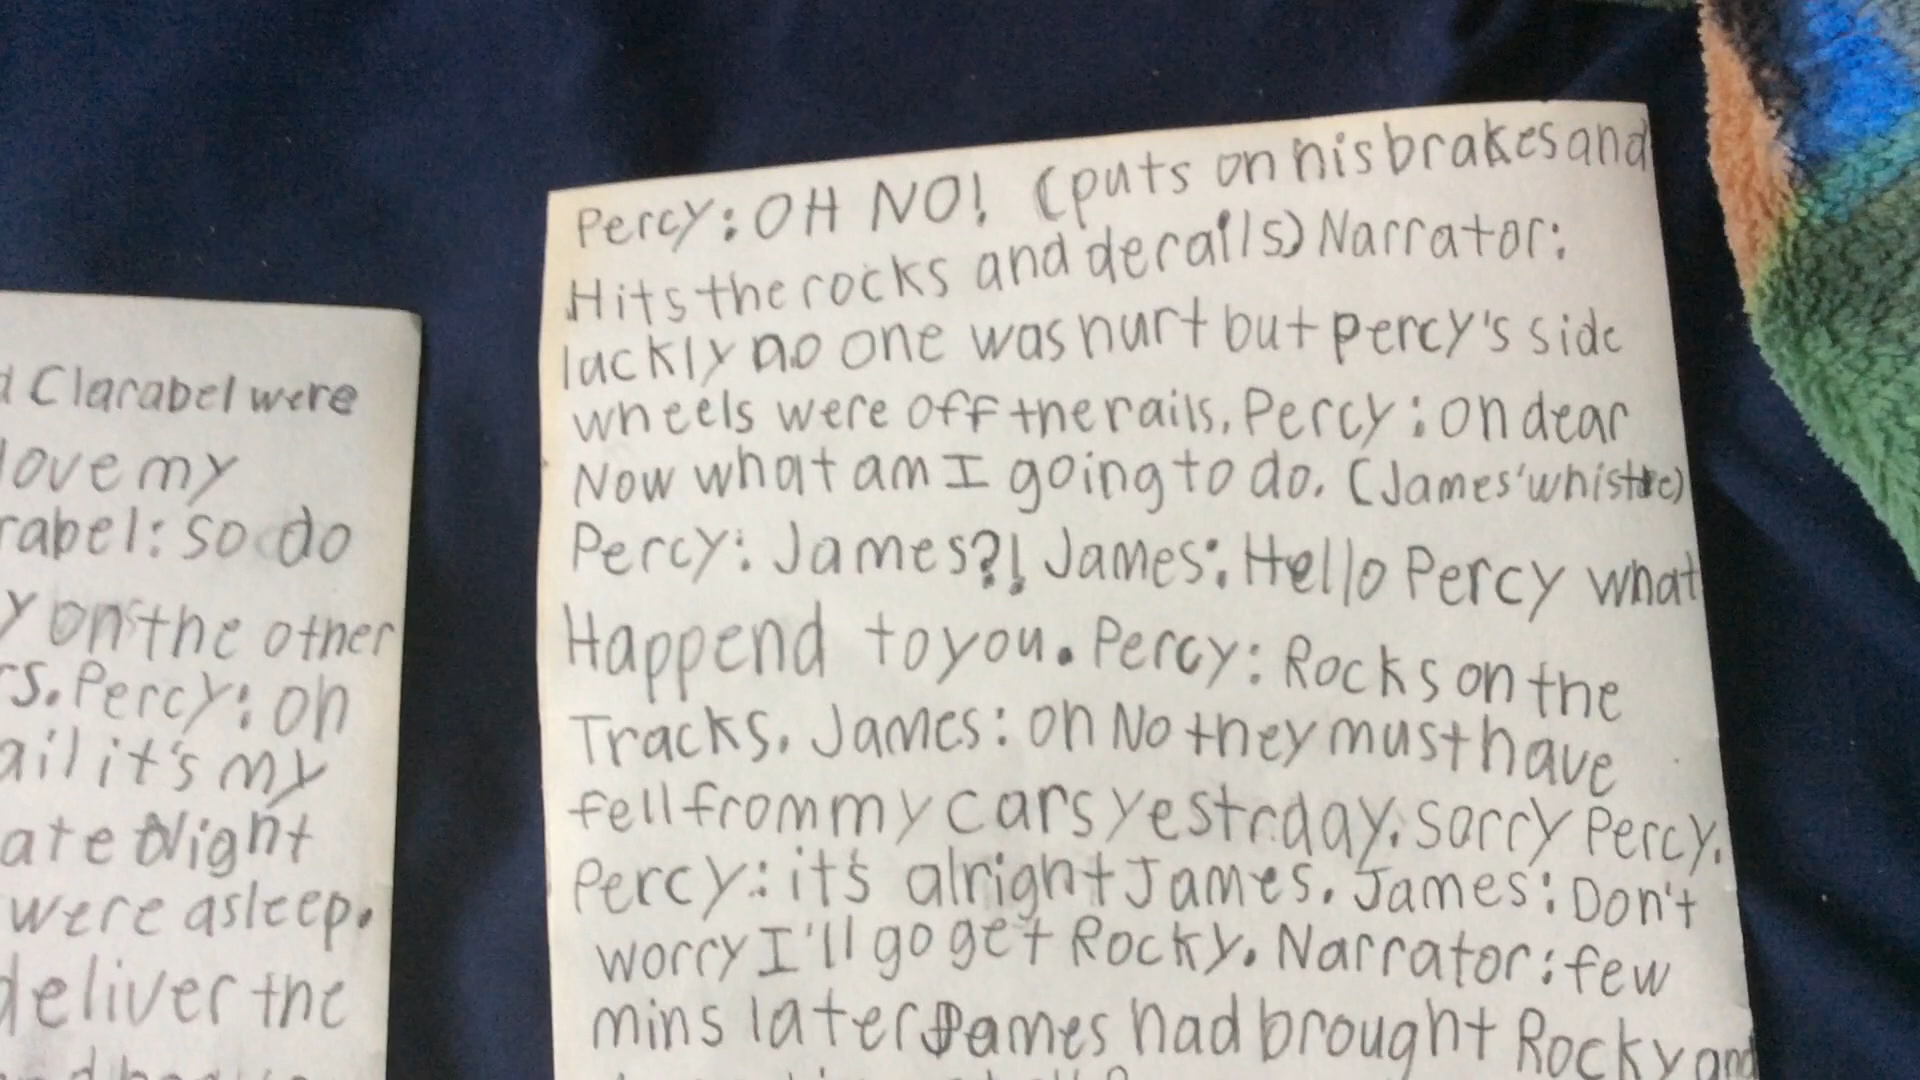 Clarabel were
love my
rabel: so do
y on the other
rs. Percy: oh
ail it's my
ate Night
were asleep.
deliver the
Percy: OH NO! (puts on his brakes and
Hits the rocks and derails) Narrator:
lackly no one was hurt but percy's side
wheels were off the rails. Percy: oh dear
Now what am I going to do. (James' whistle)
Percy: James?! James: Hello Percy what
Happend to you. Percy: Rocks on the
Tracks. James: oh No they must have
fell from my cars yestrday. sorry Percy.
Percy: it's alright James. James: Don't
worry I'll go get Rocky. Narrator: few
mins later James had brought Rocky and